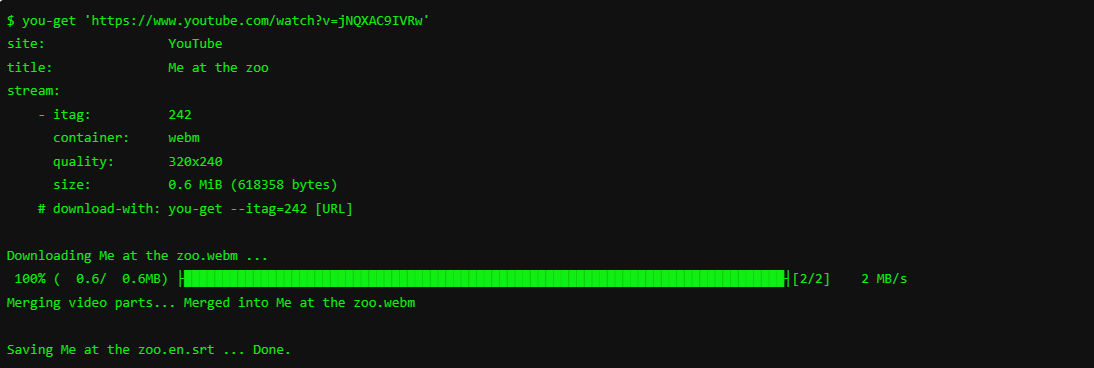 $ you-get 'https://www.youtube.com/watch?v=jNQXAC9IVRw'
site:                YouTube
title:               Me at the zoo
stream:
    - itag:          242
      container:     webm
      quality:       320x240
      size:          0.6 MiB (618358 bytes)
    # download-with: you-get --itag=242 [URL]
Downloading Me at the zoo.webm ...
 100% (  0.6/  0.6MB) ├██████████████████████████████████████████████████████████████████████████████┤[2/2]    2 MB/s
Merging video parts... Merged into Me at the zoo.webm
Saving Me at the zoo.en.srt ... Done.